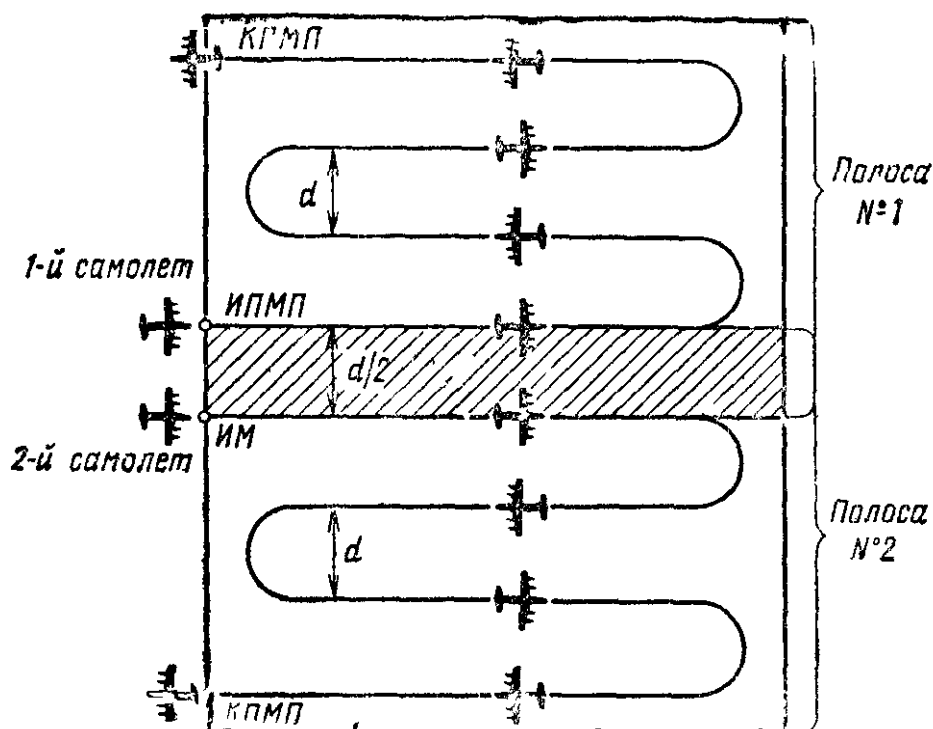 КГМП
Полоса
№1
d
1-й самолет
ИПМП
d/2
ИМ
2-й самолет
d
Полоса
№2
КПМП